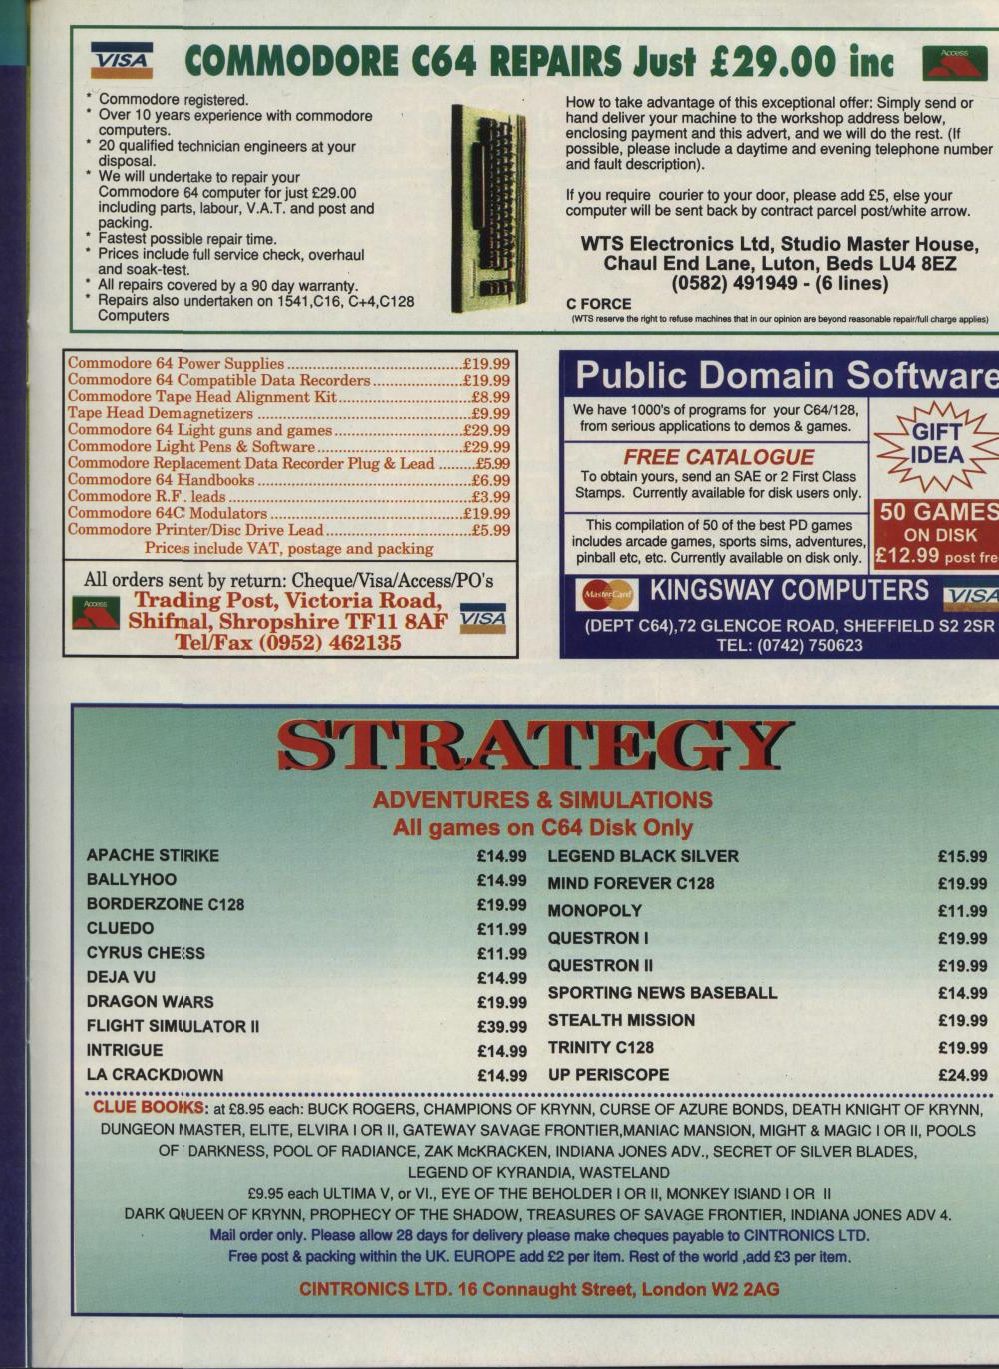 VISA
COMMODORE C64 REPAIRS Just £29.00 inc
Access
* Commodore registered.
* Over 10 years experience with commodore
computers.
* 20 qualified technician engineers at your
disposal.
* We will undertake to repair your
Commodore 64 computer for just £29.00
including parts, labour, V.A.T. and post and
packing.
* Fastest possible repair time.
* Prices include full service check, overhaul
and soak-test.
* All repairs covered by a 90 day warranty.
* Repairs also undertaken on 1541,C16, C+4,C128
Computers
How to take advantage of this exceptional offer: Simply send or
hand deliver your machine to the workshop address below,
enclosing payment and this advert, and we will do the rest. (If
possible, please include a daytime and evening telephone number
and fault description).
If you require courier to your door, please add £5, else your
computer will be sent back by contract parcel post/white arrow.
WTS Electronics Ltd, Studio Master House,
Chaul End Lane, Luton, Beds LU4 8EZ
(0582) 491949 - (6 lines)
C FORCE
(WTS reserve the right to refuse machines that in our opinion are beyond reasonable repair/full charge applies)
Commodore 64 Power Supplies ........ £19.99
Commodore 64 Compatible Data Recorders ........ £19.99
Commodore Tape Head Alignment Kit ........ £8.99
Tape Head Demagnetizers ........ £9.99
Commodore 64 Light guns and games ........ £29.99
Commodore Light Pens & Software ........ £29.99
Commodore Replacement Data Recorder Plug & Lead ........ £5.99
Commodore 64 Handbooks ........ £6.99
Commodore R.F. leads ........ £3.99
Commodore 64C Modulators ........ £19.99
Commodore Printer/Disc Drive Lead ........ £5.99
Prices include VAT, postage and packing
All orders sent by return: Cheque/Visa/Access/PO's
Access
Trading Post, Victoria Road,
Shifnal, Shropshire TF11 8AF
Tel/Fax (0952) 462135
VISA
Public Domain Software
We have 1000's of programs for your C64/128,
from serious applications to demos & games.
FREE CATALOGUE
To obtain yours, send an SAE or 2 First Class
Stamps. Currently available for disk users only.
This compilation of 50 of the best PD games
includes arcade games, sports sims, adventures,
pinball etc, etc. Currently available on disk only.
GIFT
IDEA
50 GAMES
ON DISK
£12.99 post fre
MasterCard
KINGSWAY COMPUTERS
VISA
(DEPT C64),72 GLENCOE ROAD, SHEFFIELD S2 2SR
TEL: (0742) 750623
STRATEGY
ADVENTURES & SIMULATIONS
All games on C64 Disk Only
APACHE STRIKE £14.99
BALLYHOO £14.99
BORDERZONE C128 £19.99
CLUEDO £11.99
CYRUS CHESS £11.99
DEJA VU £14.99
DRAGON WARS £19.99
FLIGHT SIMULATOR II £39.99
INTRIGUE £14.99
LA CRACKDOWN £14.99
LEGEND BLACK SILVER £15.99
MIND FOREVER C128 £19.99
MONOPOLY £11.99
QUESTRON I £19.99
QUESTRON II £19.99
SPORTING NEWS BASEBALL £14.99
STEALTH MISSION £19.99
TRINITY C128 £19.99
UP PERISCOPE £24.99
CLUE BOOKS: at £8.95 each: BUCK ROGERS, CHAMPIONS OF KRYNN, CURSE OF AZURE BONDS, DEATH KNIGHT OF KRYNN,
DUNGEON MASTER, ELITE, ELVIRA I OR II, GATEWAY SAVAGE FRONTIER,MANIAC MANSION, MIGHT & MAGIC I OR II, POOLS
OF DARKNESS, POOL OF RADIANCE, ZAK McKRACKEN, INDIANA JONES ADV., SECRET OF SILVER BLADES,
LEGEND OF KYRANDIA, WASTELAND
£9.95 each ULTIMA V, or VI., EYE OF THE BEHOLDER I OR II, MONKEY ISIAND I OR II
DARK QUEEN OF KRYNN, PROPHECY OF THE SHADOW, TREASURES OF SAVAGE FRONTIER, INDIANA JONES ADV 4.
Mail order only. Please allow 28 days for delivery please make cheques payable to CINTRONICS LTD.
Free post & packing within the UK. EUROPE add £2 per item. Rest of the world ,add £3 per item.
CINTRONICS LTD. 16 Connaught Street, London W2 2AG